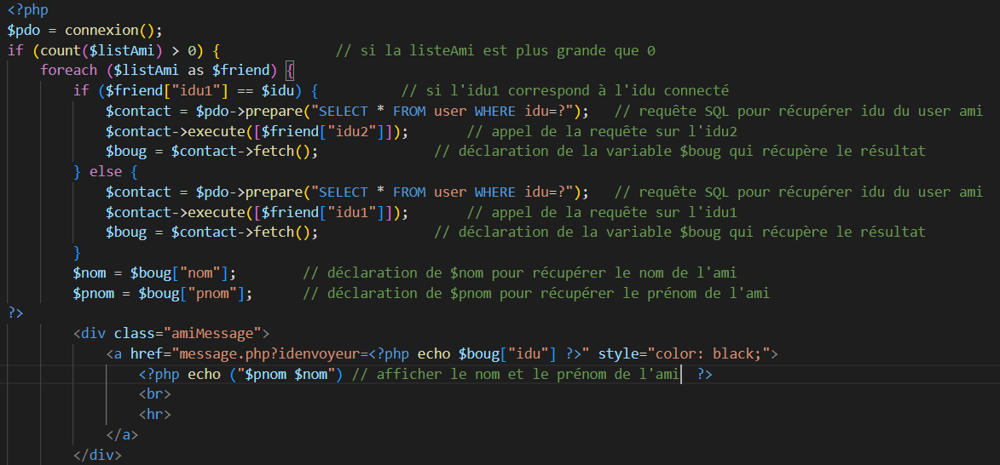 <?php
$pdo = connexion();
if (count($listAmi) > 0) {              // si la listeAmi est plus grande que 0
    foreach ($listAmi as $friend) {
        if ($friend["idu1"] == $idu) {          // si l'idu1 correspond à l'idu connecté
            $contact = $pdo->prepare("SELECT * FROM user WHERE idu=?");   // requête SQL pour récupérer idu du user ami
            $contact->execute([$friend["idu2"]]);       // appel de la requête sur l'idu2
            $boug = $contact->fetch();              // déclaration de la variable $boug qui récupère le résultat
        } else {
            $contact = $pdo->prepare("SELECT * FROM user WHERE idu=?");   // requête SQL pour récupérer idu du user ami
            $contact->execute([$friend["idu1"]]);       // appel de la requête sur l'idu1
            $boug = $contact->fetch();              // déclaration de la variable $boug qui récupère le résultat
        }
        $nom = $boug["nom"];        // déclaration de $nom pour récupérer le nom de l'ami
        $pnom = $boug["pnom"];      // déclaration de $pnom pour récupérer le prénom de l'ami
?>
        <div class="amiMessage">
            <a href="message.php?idenvoyeur=<?php echo $boug["idu"] ?>" style="color: black;">
                <?php echo ("$pnom $nom") // afficher le nom et le prénom de l'ami  ?>
                <br>
                <hr>
            </a>
        </div>